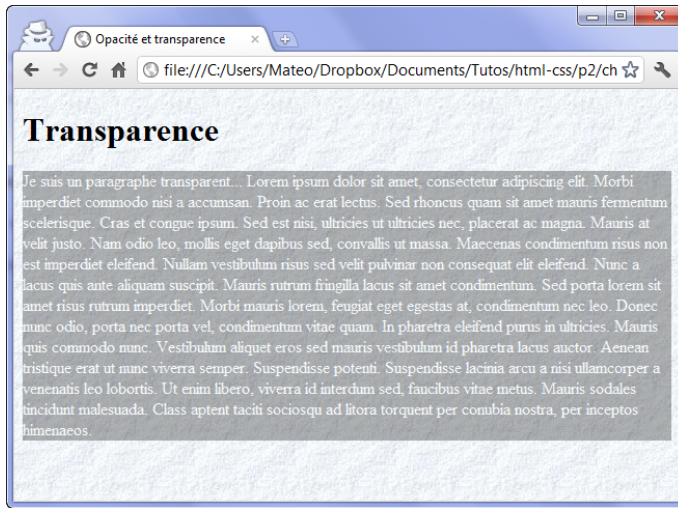 Opacité et transparence
file:///C:/Users/Mateo/Dropbox/Documents/Tutos/html-css/p2/ch
Transparence
Je suis un paragraphe transparent... Lorem ipsum dolor sit amet, consectetur adipiscing elit. Morbi
imperdiet commodo nisi a accumsan. Proin ac erat lectus. Sed rhoncus quam sit amet mauris fermentum
scelerisque. Cras et congue ipsum. Sed est nisi, ultricies ut ultricies nec, placerat ac magna. Mauris at
velit justo. Nam odio leo, mollis eget dapibus sed, convallis ut massa. Maecenas condimentum risus non
est imperdiet eleifend. Nullam vestibulum risus sed velit pulvinar non consequat elit eleifend. Nunc a
lacus quis ante aliquam suscipit. Mauris rutrum fringilla lacus sit amet condimentum. Sed porta lorem sit
amet risus rutrum imperdiet. Morbi mauris lorem, feugiat eget egestas at, condimentum nec leo. Donec
nunc odio, porta nec porta vel, condimentum vitae quam. In pharetra eleifend purus in ultricies. Mauris
quis commodo nunc. Vestibulum aliquet eros sed mauris vestibulum id pharetra lacus auctor. Aenean
tristique erat ut nunc viverra semper. Suspendisse potenti. Suspendisse lacinia arcu a nisi ullamcorper a
venenatis leo lobortis. Ut enim libero, viverra id interdum sed, faucibus vitae metus. Mauris sodales
tincidunt malesuada. Class aptent taciti sociosqu ad litora torquent per conubia nostra, per inceptos
himenaeos.